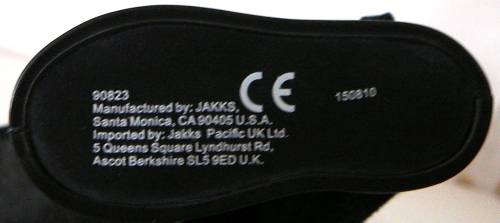 90823
Manufactured by: JAKKS,
Santa Monica, CA 90405 U.S.A.
Imported by: Jakks Pacific UK Ltd.
5 Queens Square Lyndhurst Rd,
Ascot Berkshire SL5 9ED U.K.
CE
150810